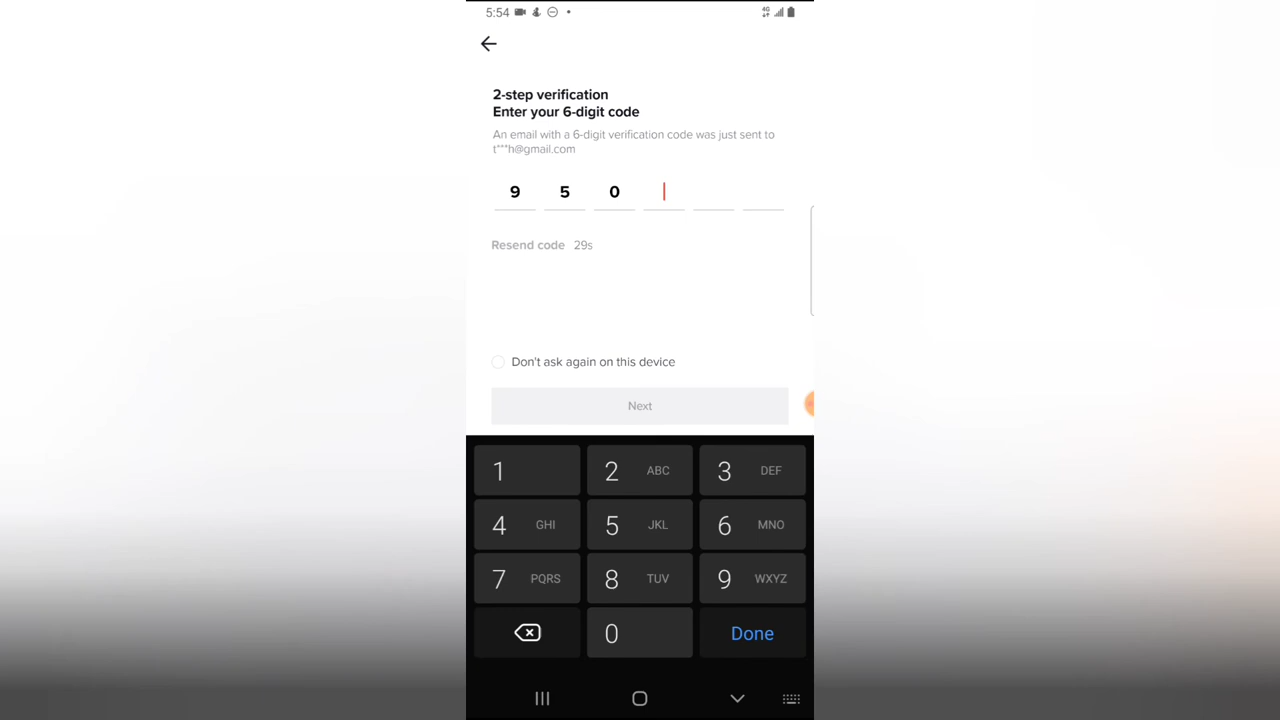 5:54 4G
2-step verification
Enter your 6-digit code
An email with a 6-digit verification code was just sent to
t***h@gmail.com
9 5 0
Resend code 29s
Don't ask again on this device
Next
1 2 ABC 3 DEF
4 GHI 5 JKL 6 MNO
7 PQRS 8 TUV 9 WXYZ
0 Done